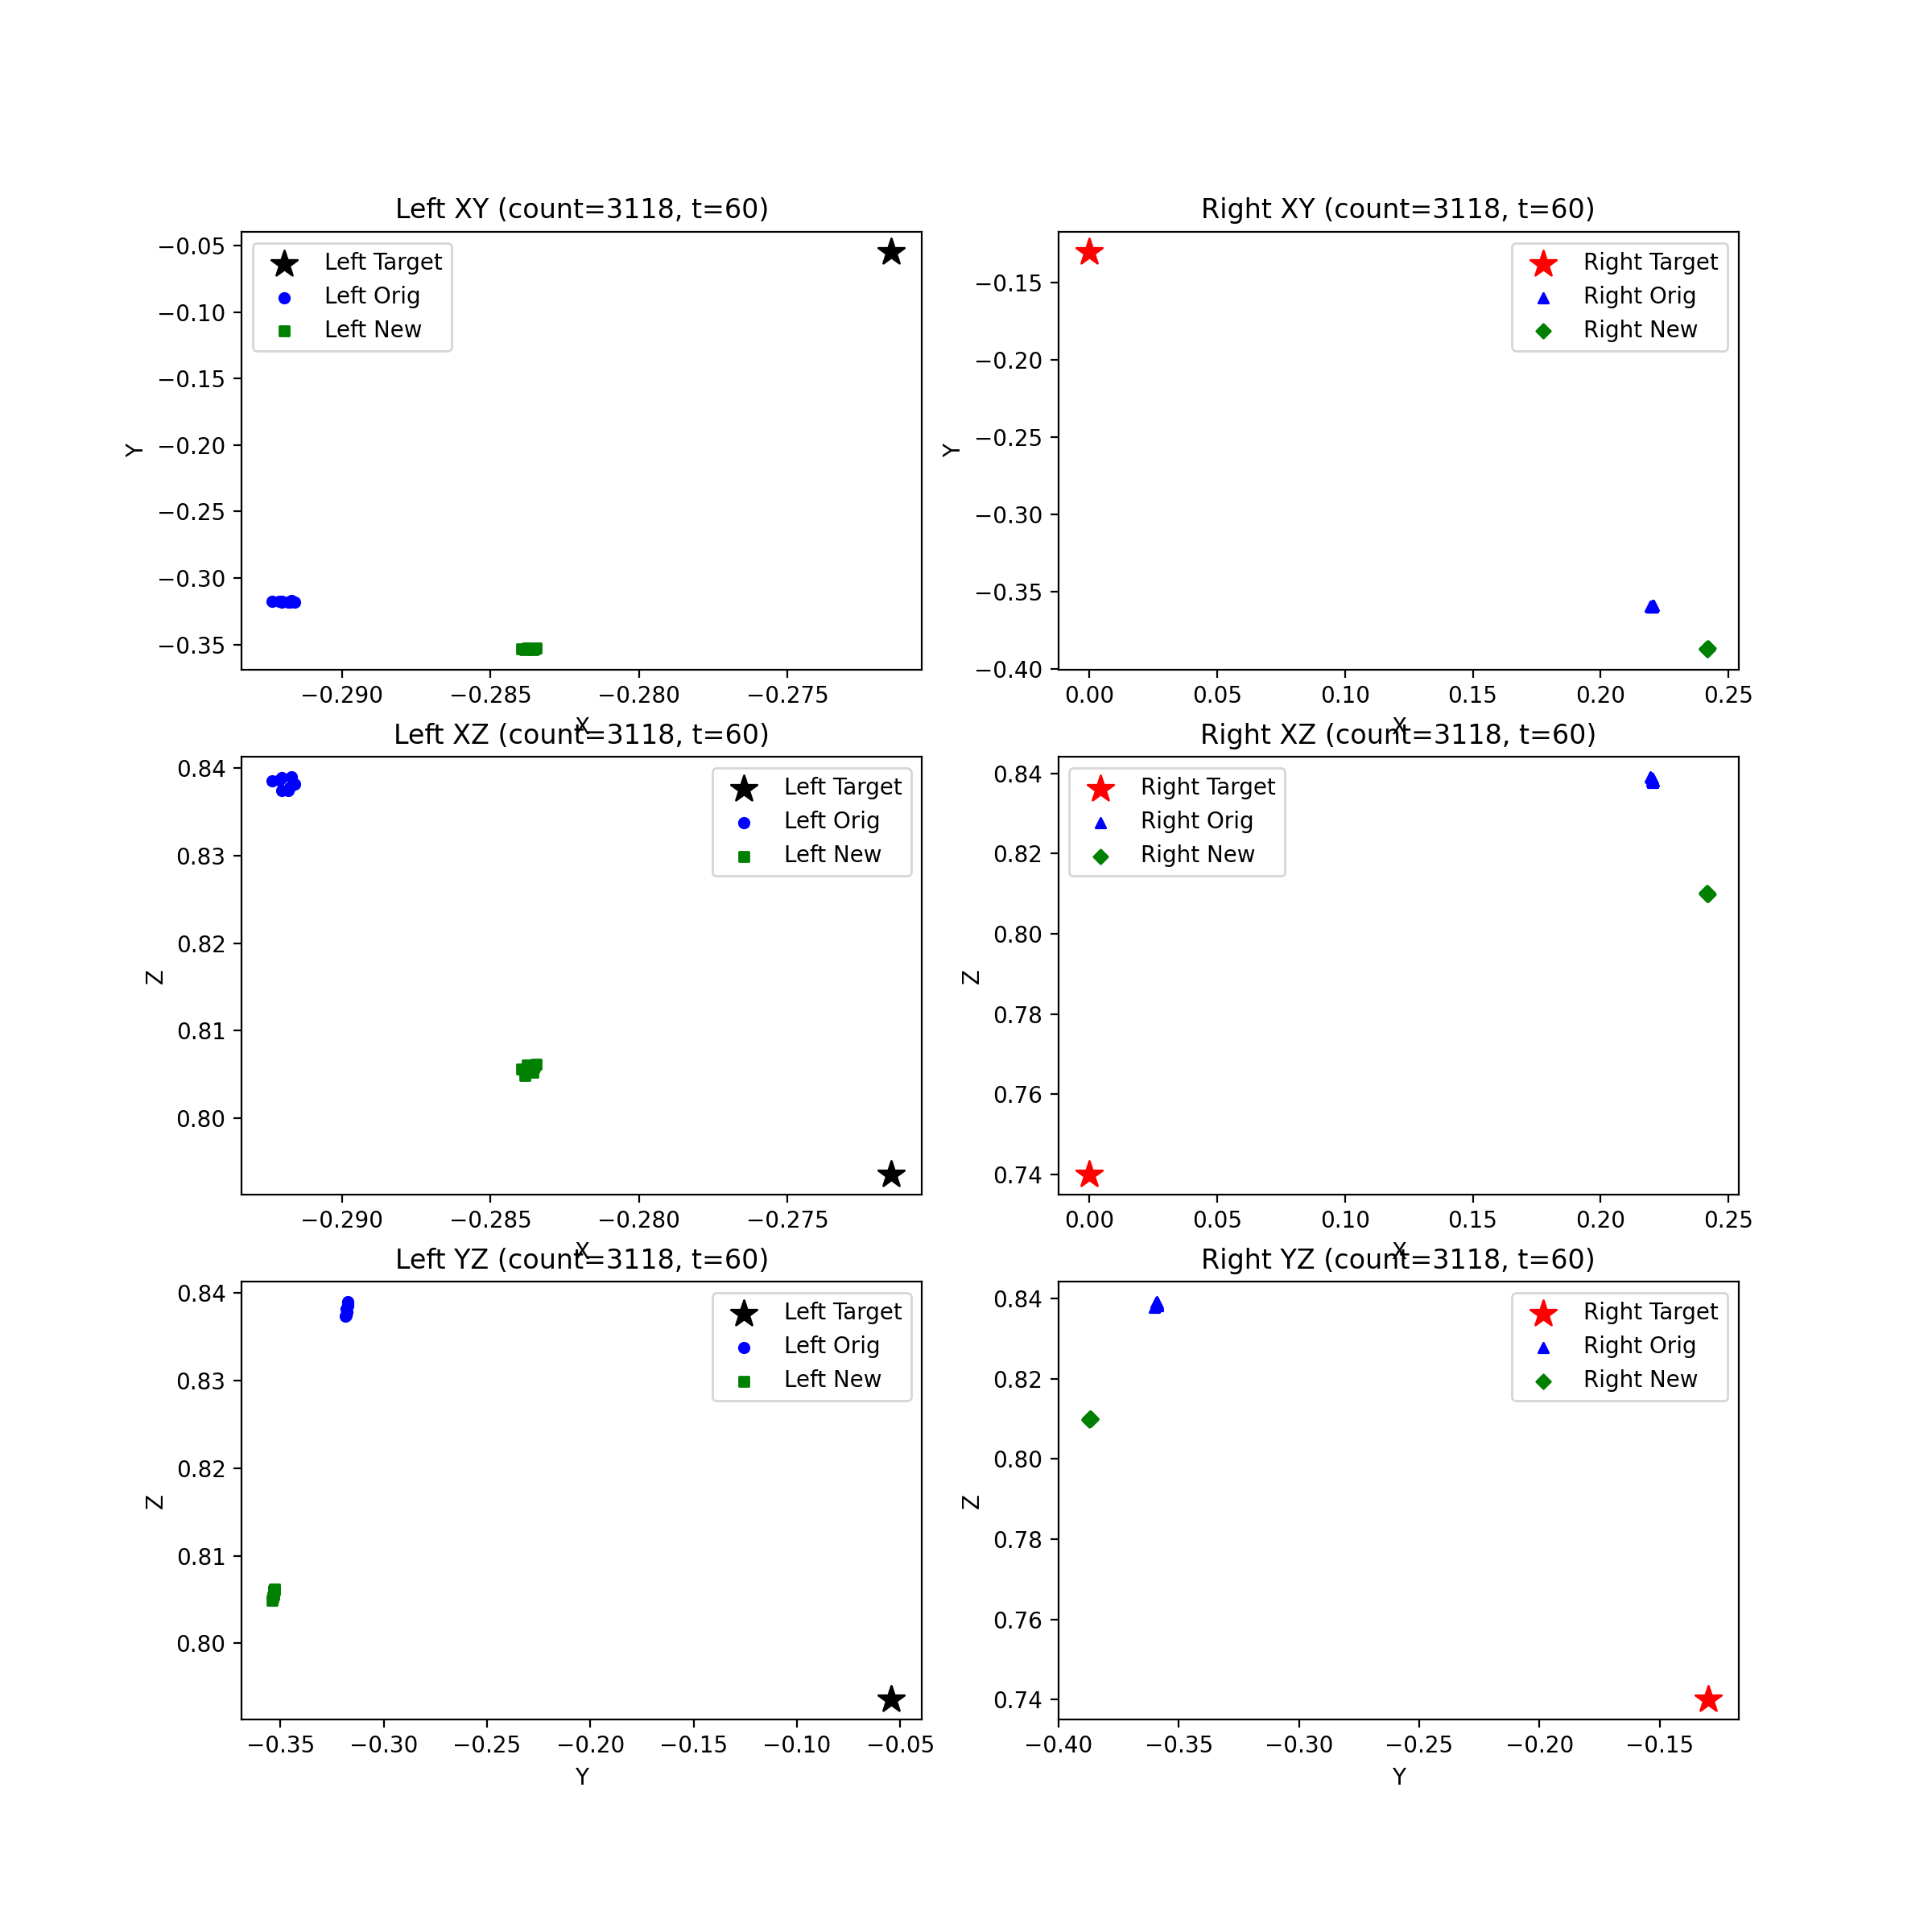 Left XY (count=3118, t=60)
Y
−0.05
−0.10
−0.15
−0.20
−0.25
−0.30
−0.35
Left Target
Left Orig
Left New
−0.290
−0.285
−0.280
−0.275
X
Right XY (count=3118, t=60)
Y
−0.15
−0.20
−0.25
−0.30
−0.35
−0.40
Right Target
Right Orig
Right New
0.00
0.05
0.10
0.15
0.20
0.25
X
Left XZ (count=3118, t=60)
Z
0.84
0.83
0.82
0.81
0.80
Left Target
Left Orig
Left New
−0.290
−0.285
−0.280
−0.275
X
Right XZ (count=3118, t=60)
Z
0.84
0.82
0.80
0.78
0.76
0.74
Right Target
Right Orig
Right New
0.00
0.05
0.10
0.15
0.20
0.25
X
Left YZ (count=3118, t=60)
Z
0.84
0.83
0.82
0.81
0.80
Left Target
Left Orig
Left New
−0.35
−0.30
−0.25
−0.20
−0.15
−0.10
−0.05
Y
Right YZ (count=3118, t=60)
Z
0.84
0.82
0.80
0.78
0.76
0.74
Right Target
Right Orig
Right New
−0.40
−0.35
−0.30
−0.25
−0.20
−0.15
Y